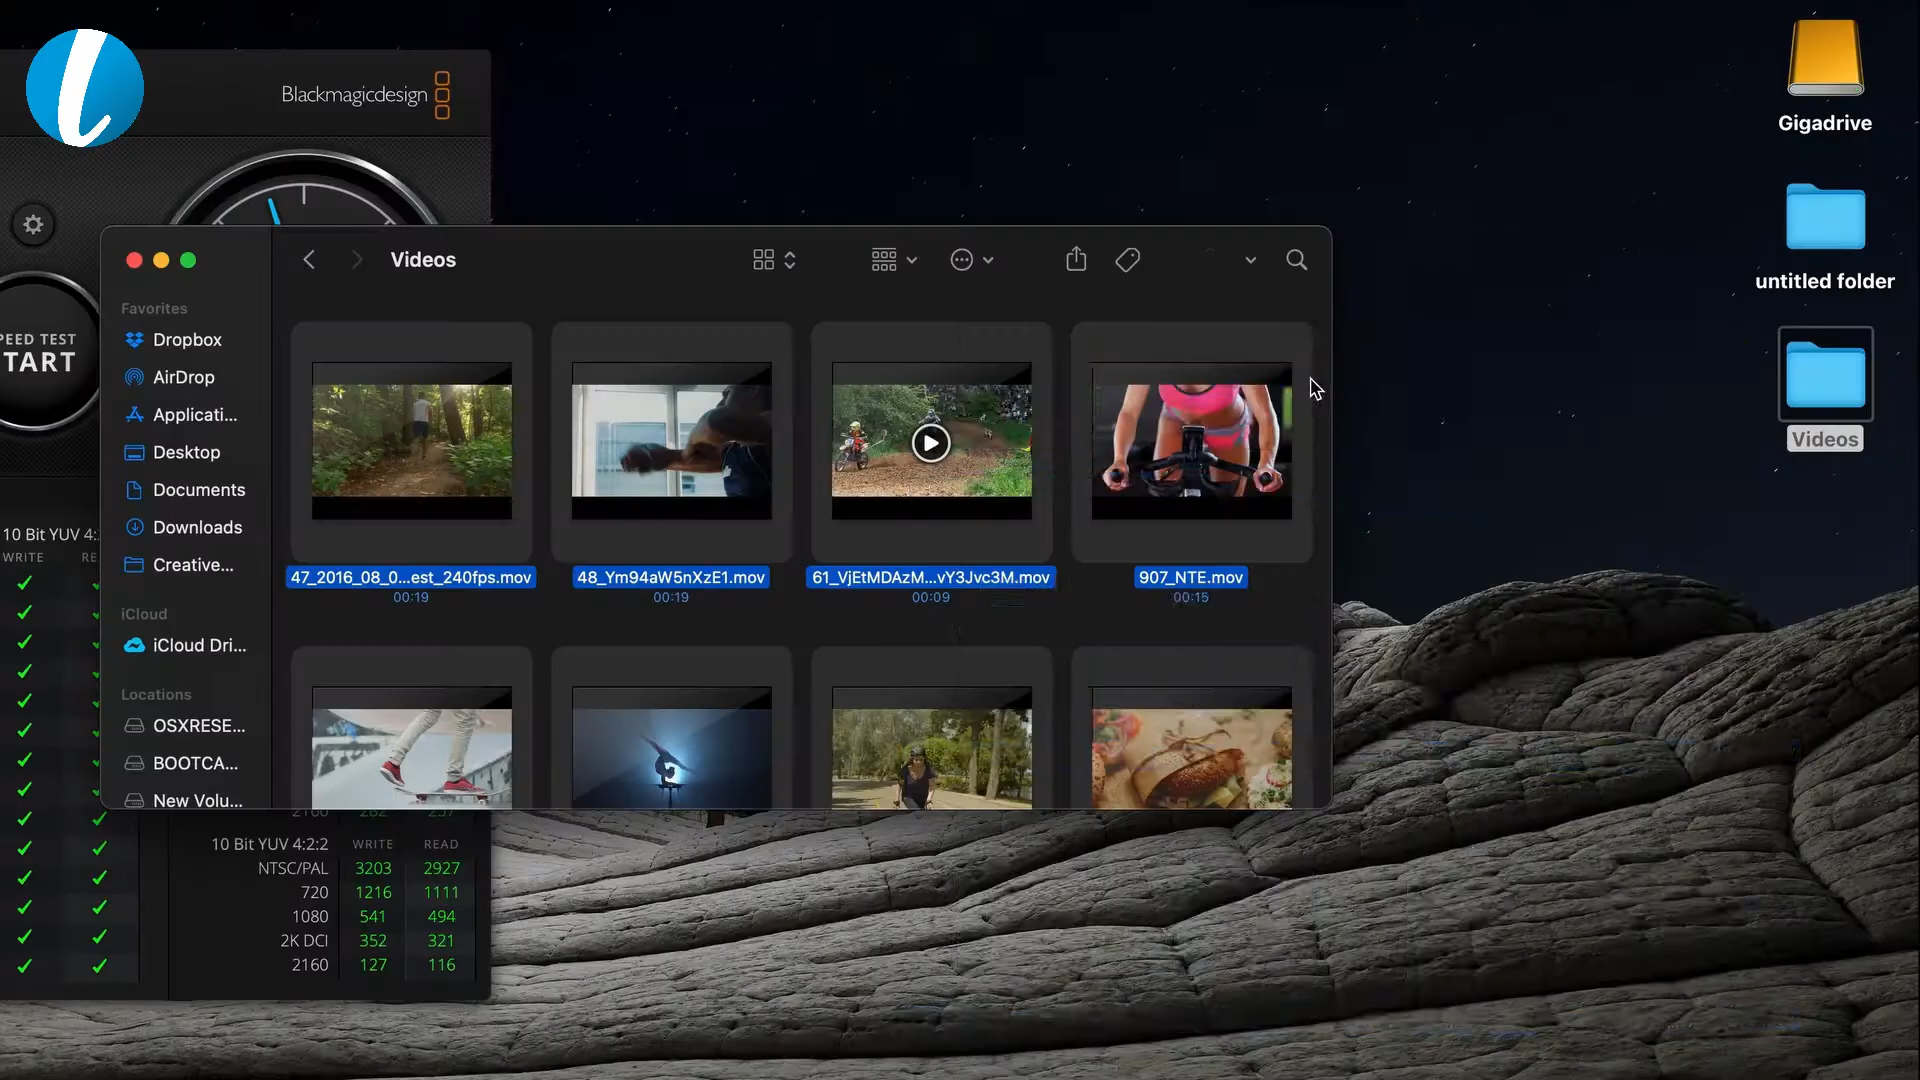 Blackmagicdesign
Gigadrive
untitled folder
Videos
Videos
Favorites
Dropbox
AirDrop
Applicati...
Desktop
Documents
Downloads
Creative...
iCloud
iCloud Dri...
Locations
OSXRESE...
BOOTCA...
New Volu...
47_2016_08_0...est_240fps.mov
00:19
48_Ym94aW5nXzE1.mov
00:19
61_VjEtMDAzM...vY3Jvc3M.mov
00:09
907_NTE.mov
00:15
PEED TEST
TART
10 Bit YUV 4:
WRITE RE
10 Bit YUV 4:2:2 WRITE READ
NTSC/PAL 3203 2927
720 1216 1111
1080 541 494
2K DCI 352 321
2160 127 116